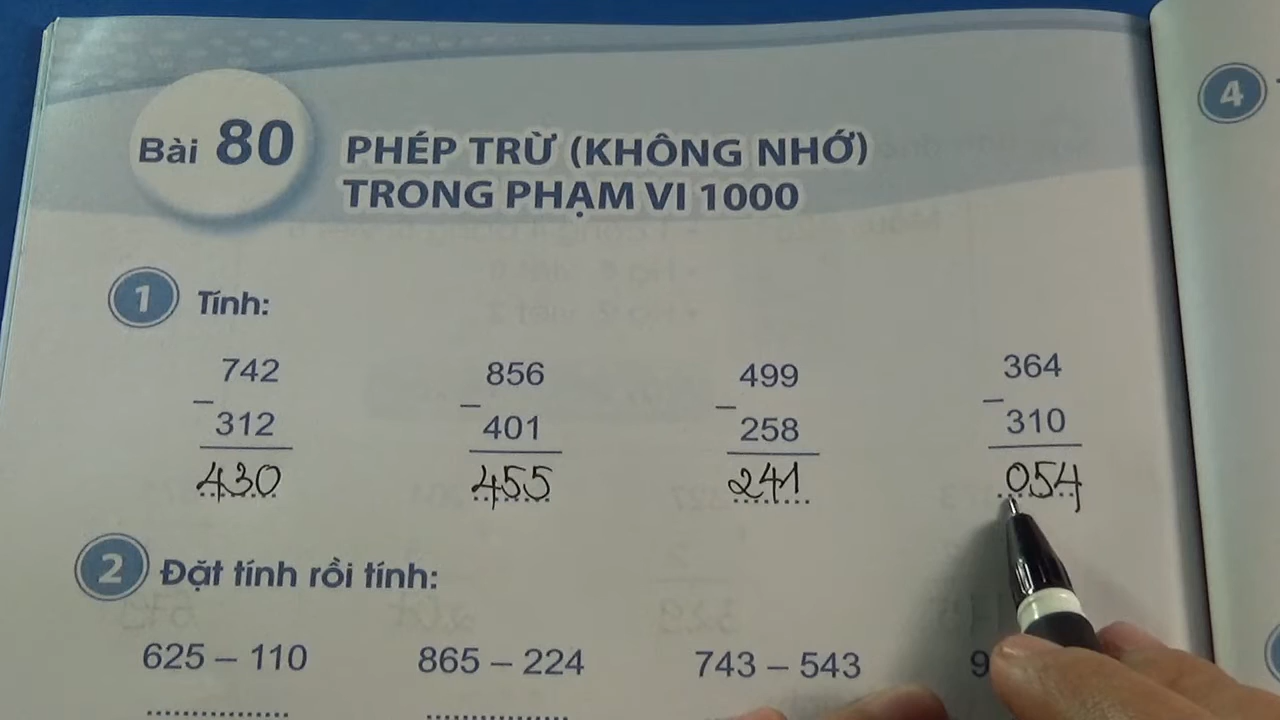 Bài 80
PHÉP TRỪ (KHÔNG NHỚ)
TRONG PHẠM VI 1000
4
1 Tính:
742 856 499 364
– – – –
312 401 258 310
430 455 241 054
2 Đặt tính rồi tính:
625 – 110 865 – 224 743 – 543 9